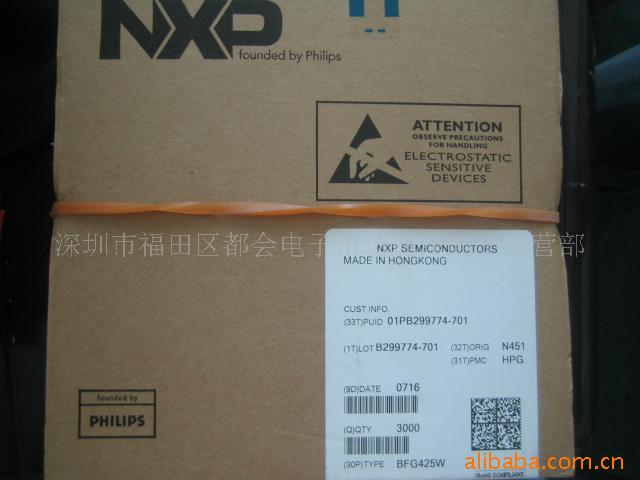 NXP
founded by Philips
ATTENTION
OBSERVE PRECAUTIONS
FOR HANDLING
ELECTROSTATIC
SENSITIVE
DEVICES
深圳市福田区都会电子市
营部
NXP SEMICONDUCTORS
MADE IN HONGKONG
CUST INFO.
(33T)PUID 01PB299774-701
(1T)LOT B299774-701 (32T)ORIG N451
(31T)PMC HPG
(9D)DATE 0716
(Q)QTY 3000
(30P)TYPE BFG425W
RoHS COMPLIANT
founded by
PHILIPS
alibaba.com.cn